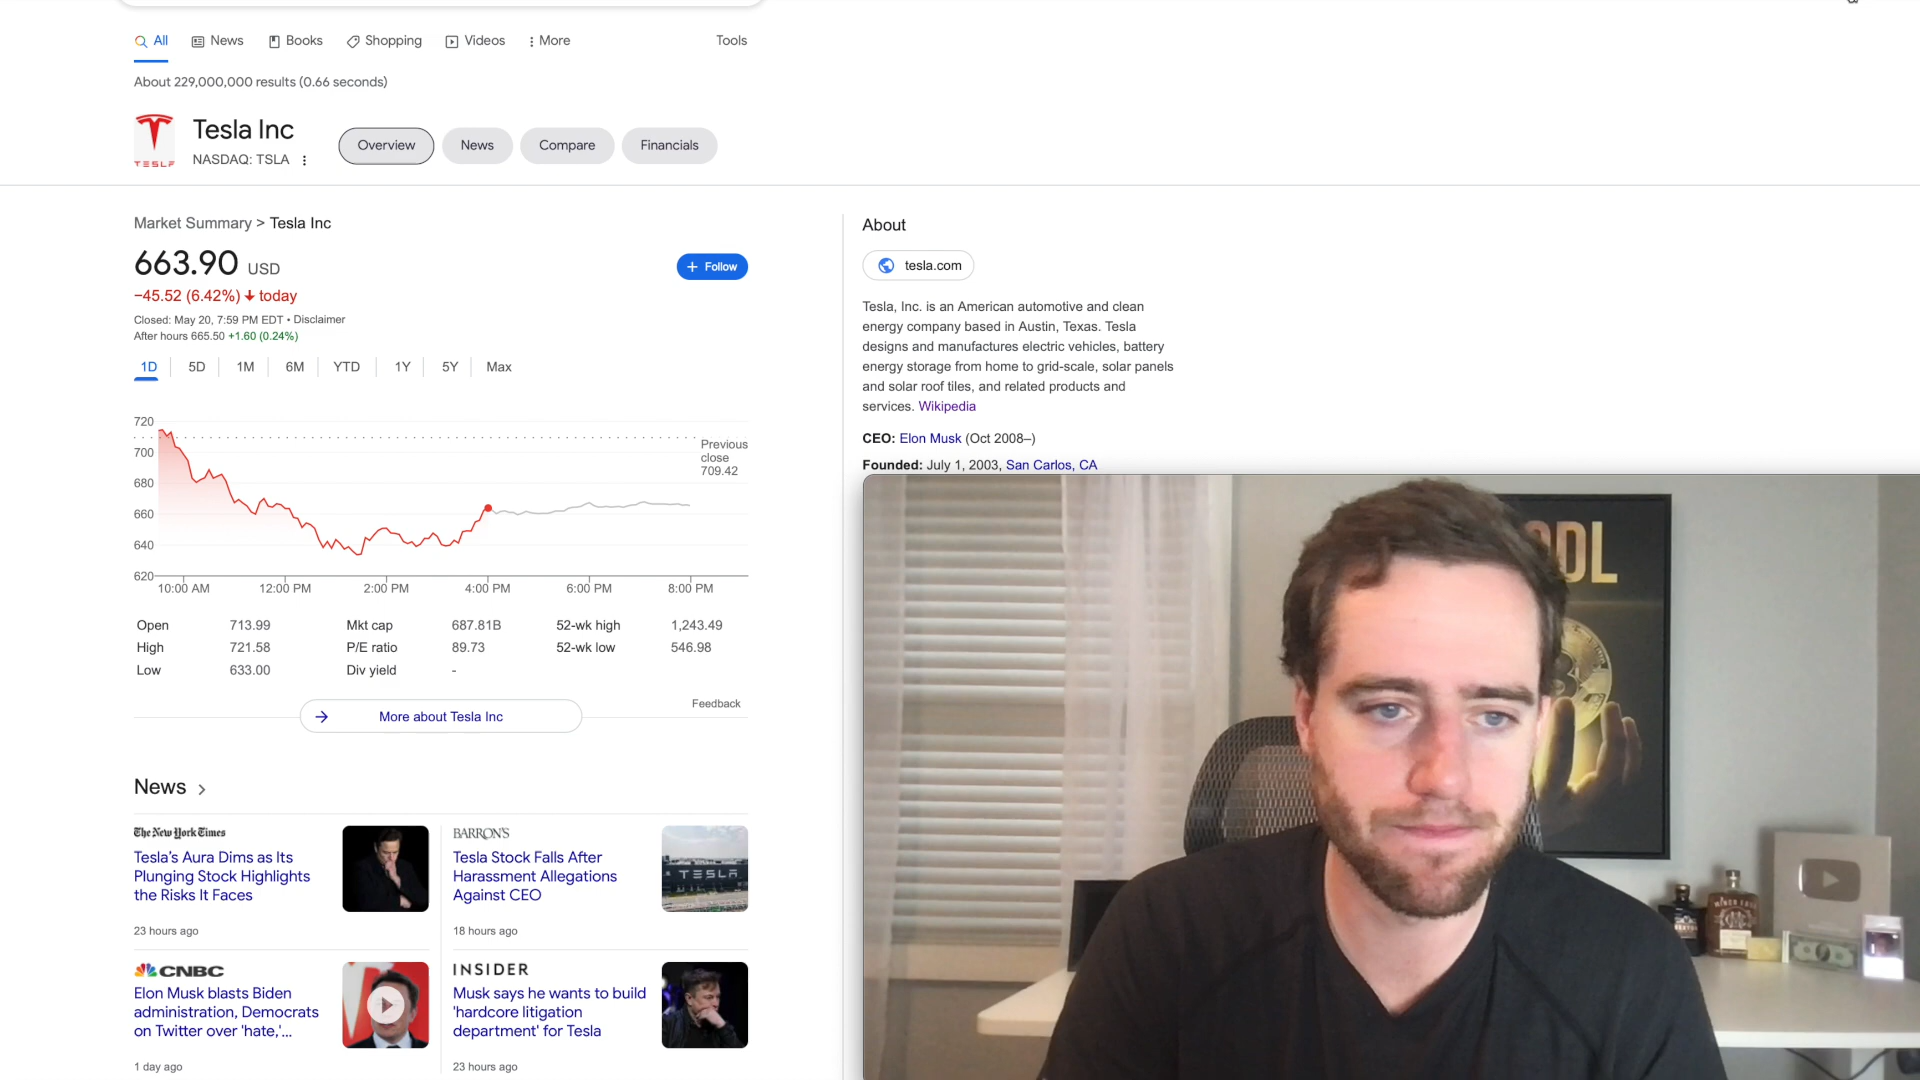 All
News
Books
Shopping
Videos
More
Tools
About 229,000,000 results (0.66 seconds)
TESLA
Tesla Inc
NASDAQ: TSLA
Overview
News
Compare
Financials
Market Summary > Tesla Inc
663.90 USD
+ Follow
−45.52 (6.42%) ↓ today
Closed: May 20, 7:59 PM EDT • Disclaimer
After hours 665.50 +1.60 (0.24%)
1D
5D
1M
6M
YTD
1Y
5Y
Max
720
700
680
660
640
620
Previous
close
709.42
10:00 AM
12:00 PM
2:00 PM
4:00 PM
6:00 PM
8:00 PM
Open 713.99 Mkt cap 687.81B 52-wk high 1,243.49
High 721.58 P/E ratio 89.73 52-wk low 546.98
Low 633.00 Div yield -
Feedback
More about Tesla Inc
News
The New York Times
Tesla's Aura Dims as Its
Plunging Stock Highlights
the Risks It Faces
23 hours ago
BARRON'S
Tesla Stock Falls After
Harassment Allegations
Against CEO
18 hours ago
TESLA
CNBC
Elon Musk blasts Biden
administration, Democrats
on Twitter over 'hate,'...
1 day ago
INSIDER
Musk says he wants to build
'hardcore litigation
department' for Tesla
23 hours ago
About
tesla.com
Tesla, Inc. is an American automotive and clean
energy company based in Austin, Texas. Tesla
designs and manufactures electric vehicles, battery
energy storage from home to grid-scale, solar panels
and solar roof tiles, and related products and
services. Wikipedia
CEO: Elon Musk (Oct 2008–)
Founded: July 1, 2003, San Carlos, CA